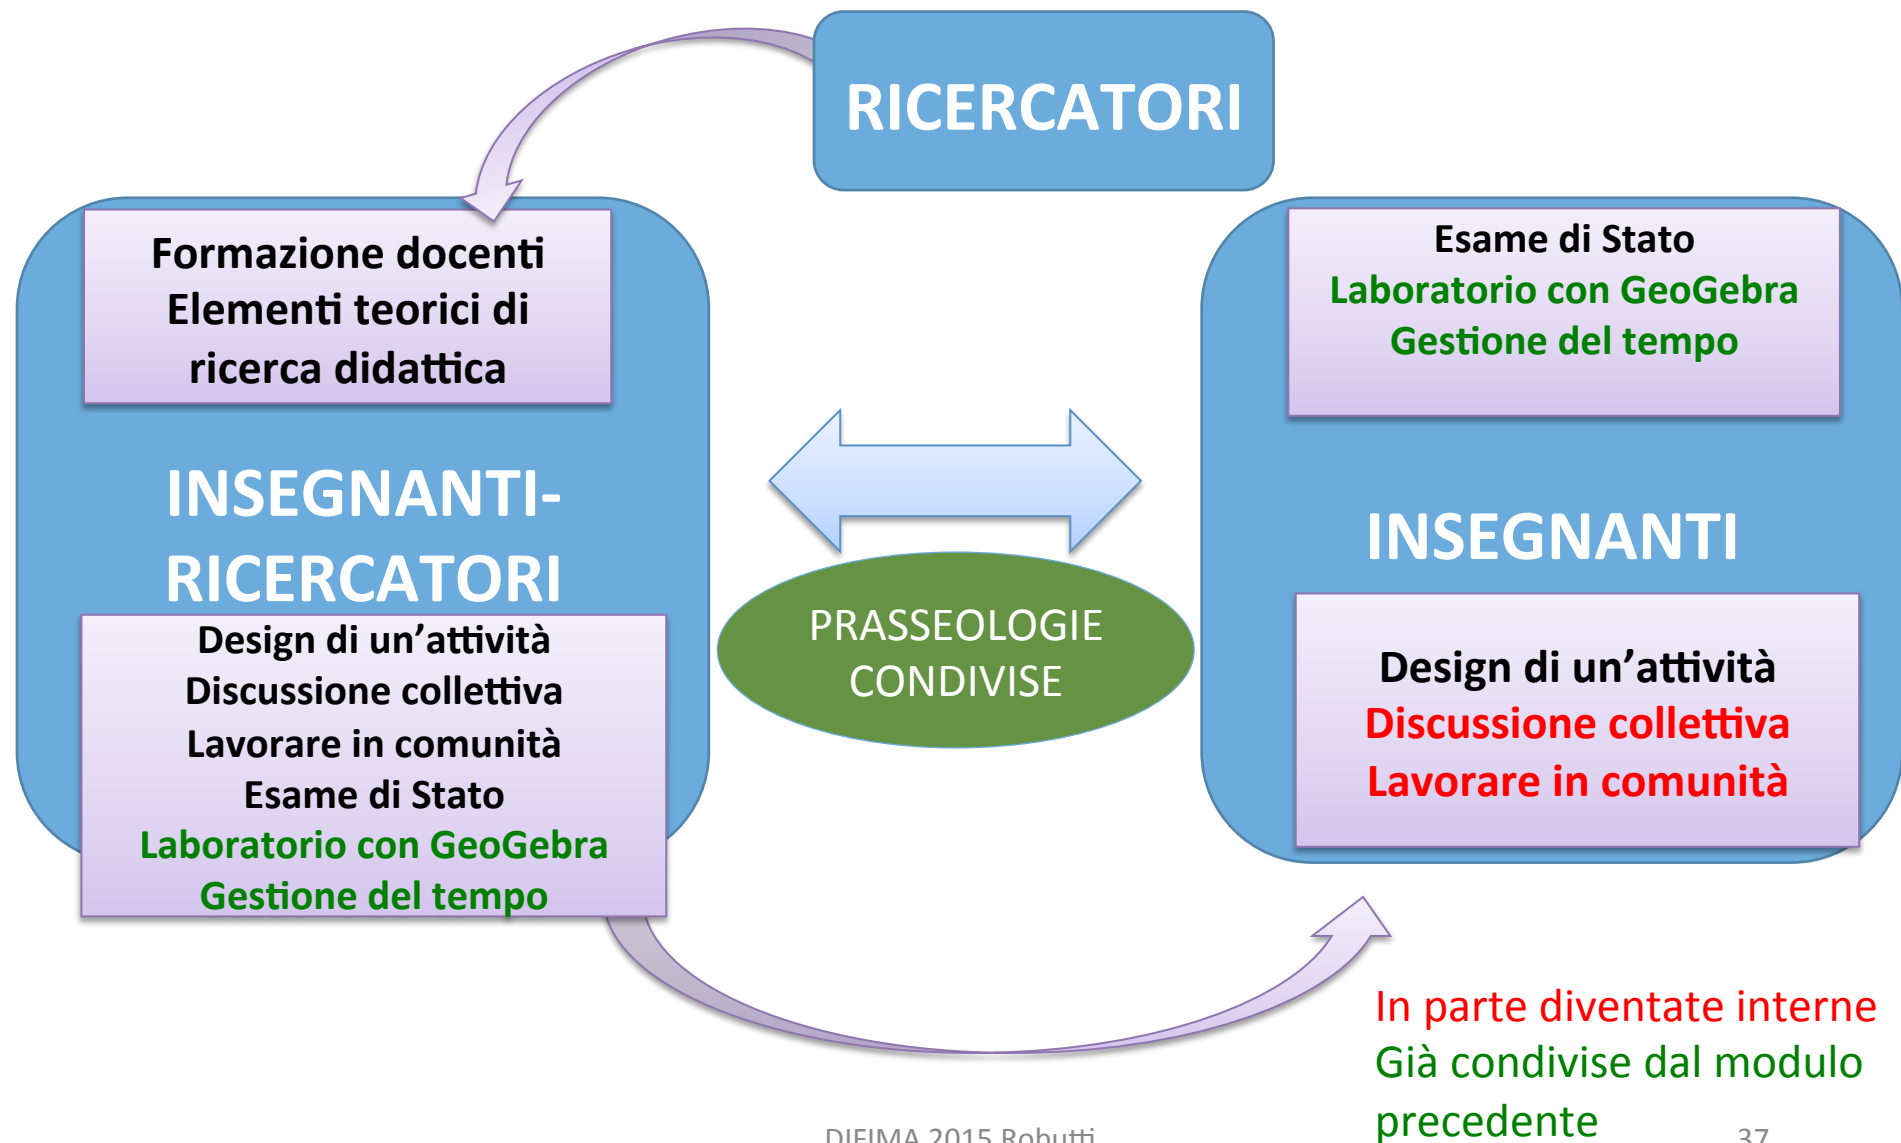 RICERCATORI
Formazione docenti
Elementi teorici di
ricerca didattica
INSEGNANTI-
RICERCATORI
Design di un’attività
Discussione collettiva
Lavorare in comunità
Esame di Stato
Laboratorio con GeoGebra
Gestione del tempo
PRASSEOLOGIE
CONDIVISE
Esame di Stato
Laboratorio con GeoGebra
Gestione del tempo
INSEGNANTI
Design di un’attività
Discussione collettiva
Lavorare in comunità
In parte diventate interne
Già condivise dal modulo
precedente
DIFIMA 2015 Robutti
37